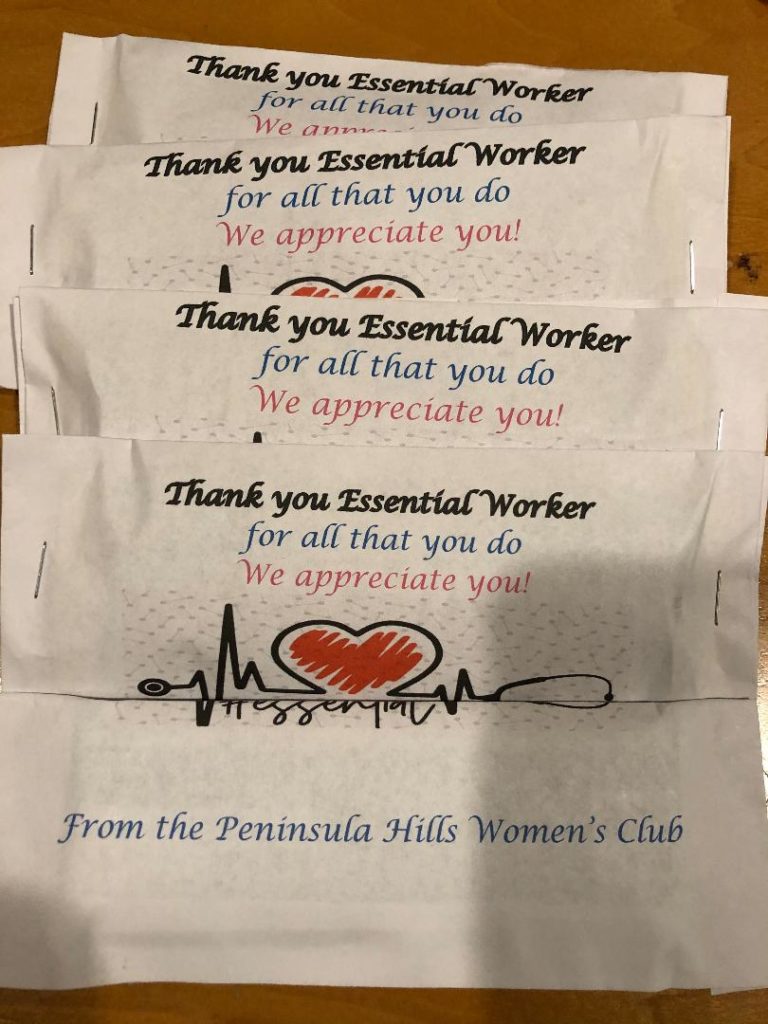 Thank you Essential Worker
for all that you do
We apprec
Thank you Essential Worker
for all that you do
We appreciate you!
Thank you Essential Worker
for all that you do
We appreciate you!
Thank you Essential Worker
for all that you do
We appreciate you!
#essential
From the Peninsula Hills Women's Club